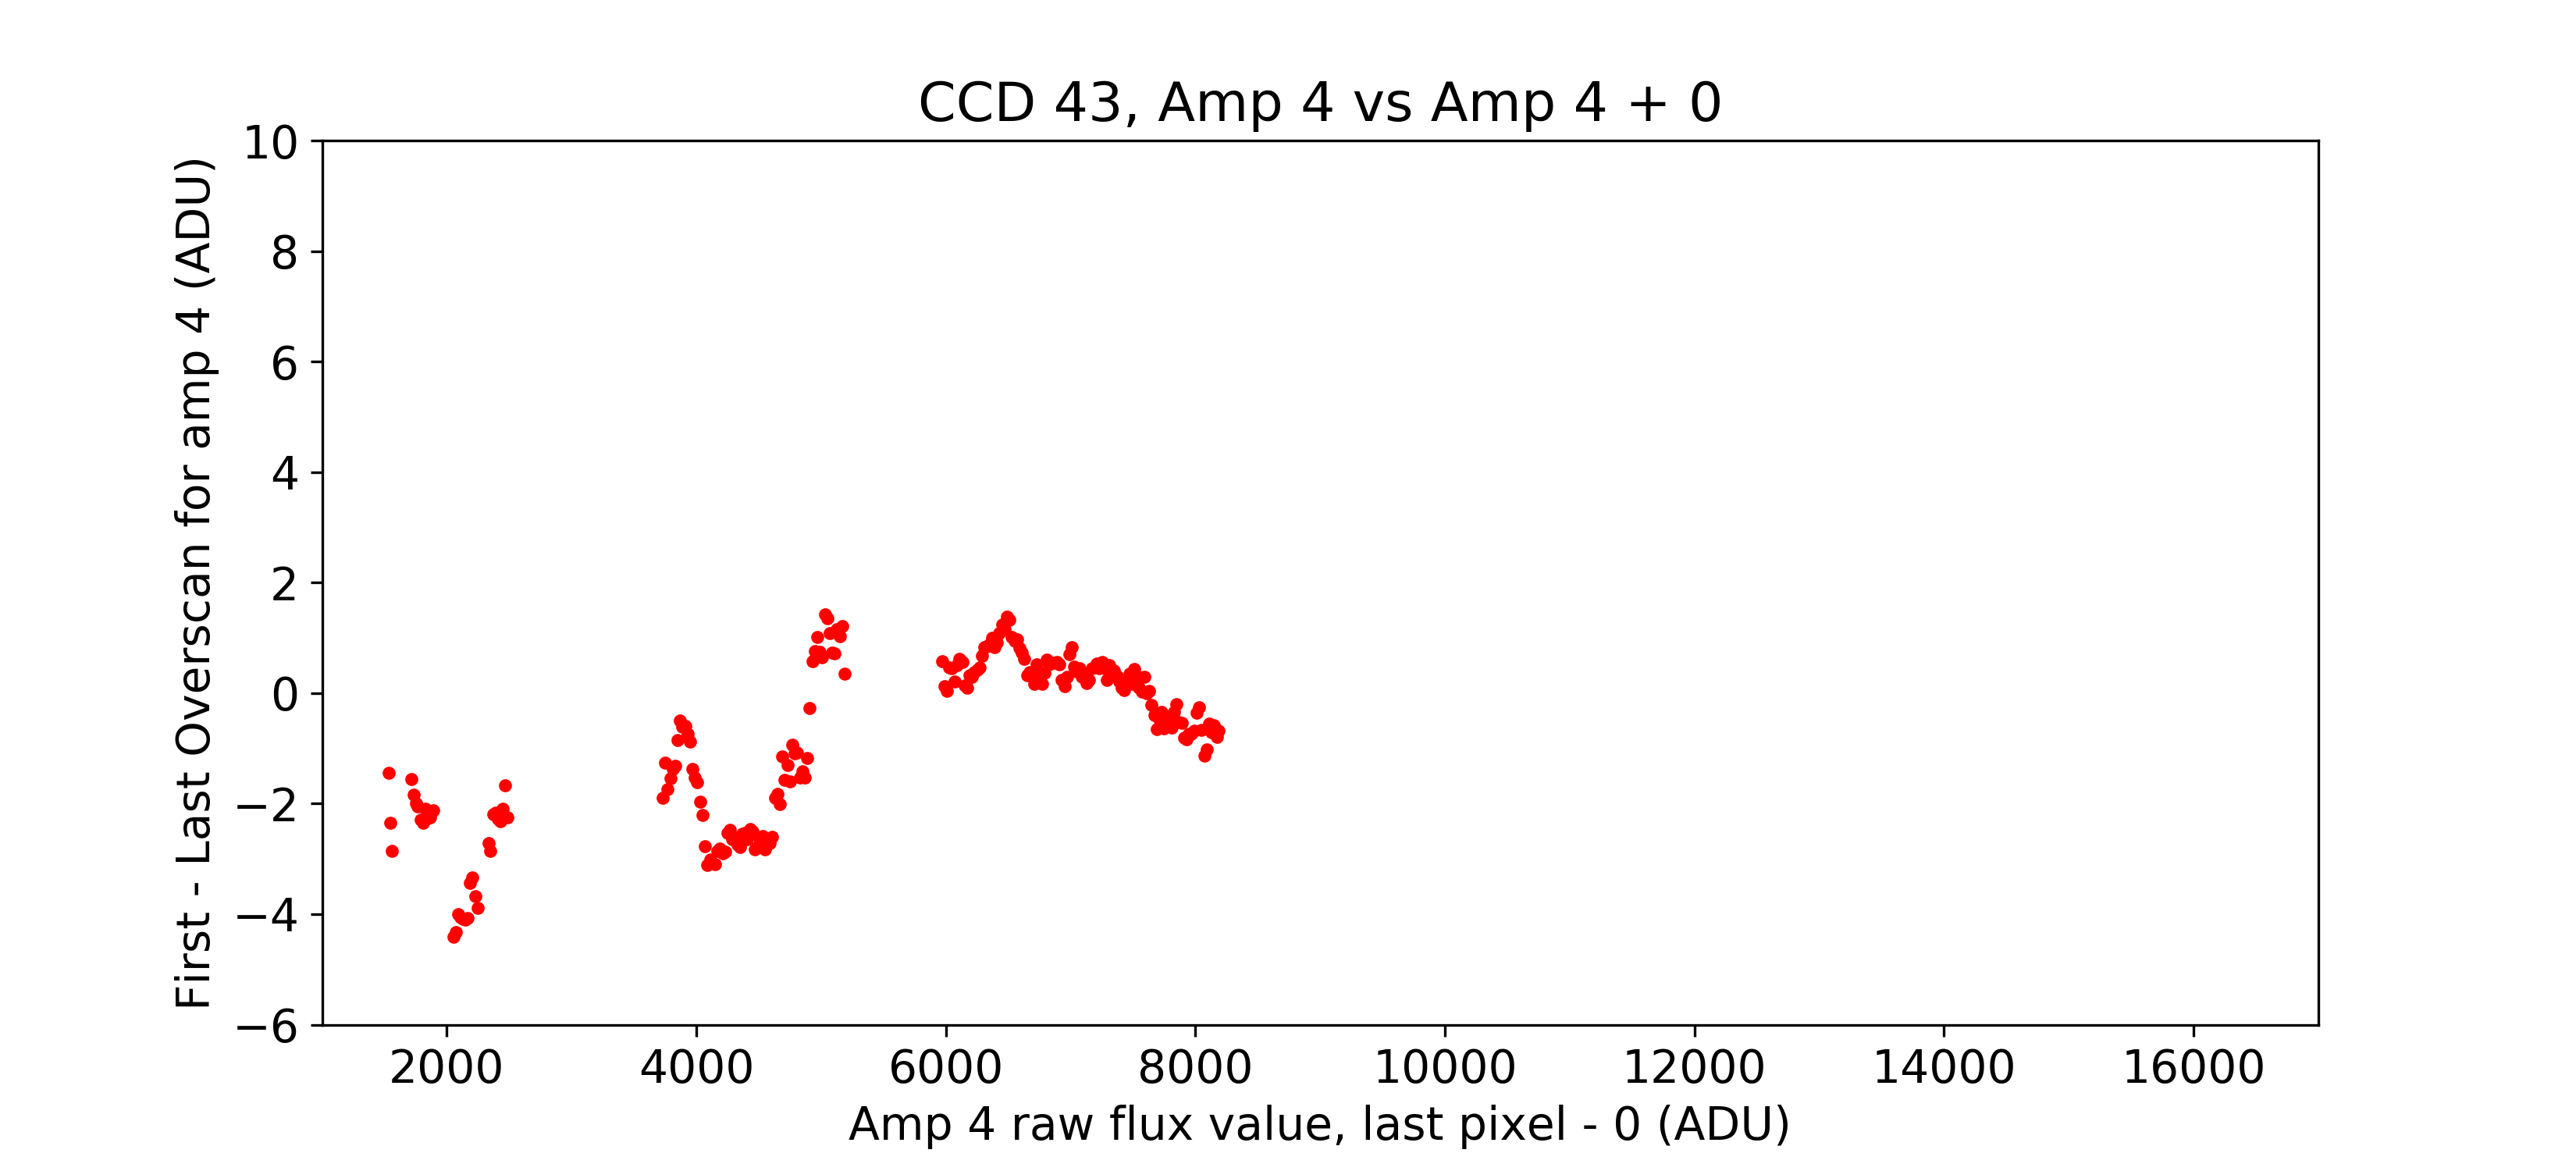 CCD 43, Amp 4 vs Amp 4 + 0
First - Last Overscan for amp 4 (ADU)
10
8
6
4
2
0
−2
−4
−6
2000 4000 6000 8000 10000 12000 14000 16000
Amp 4 raw flux value, last pixel - 0 (ADU)